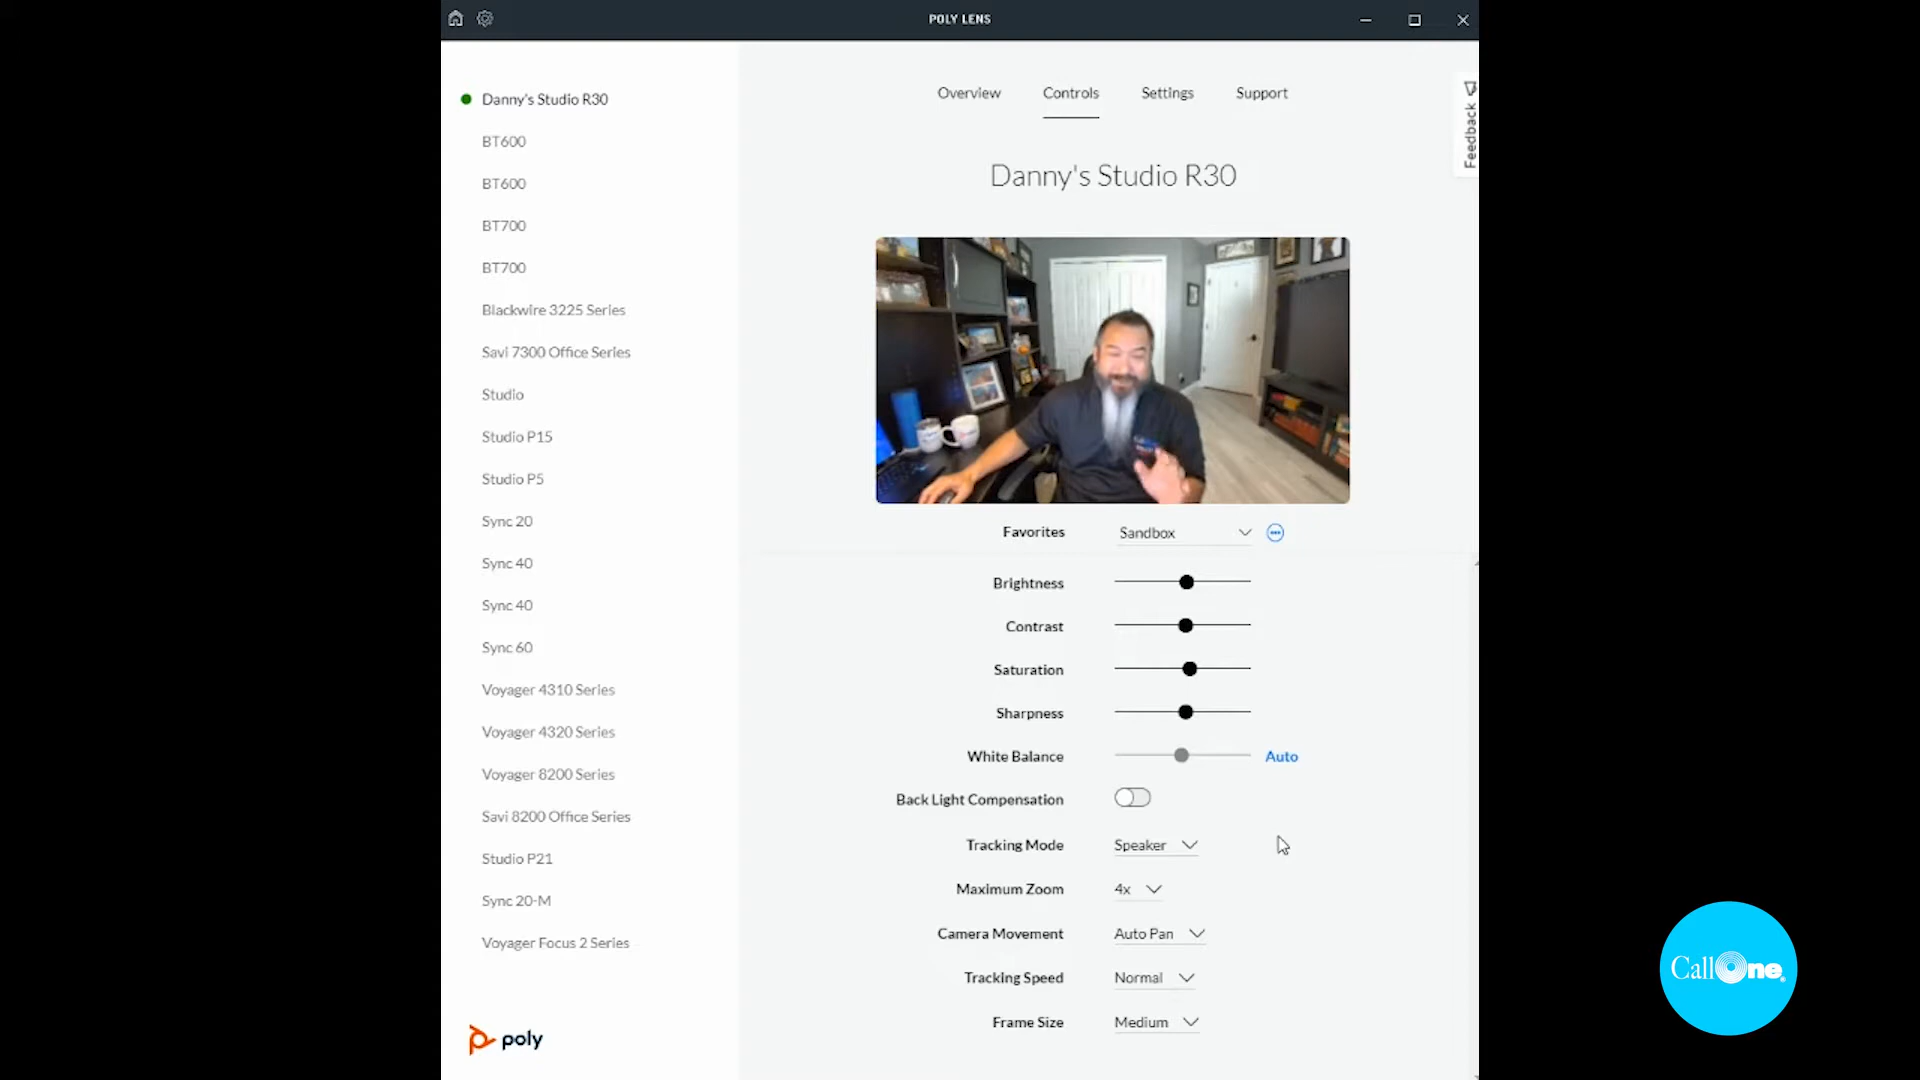 POLY LENS
Danny's Studio R30
BT600
BT600
BT700
BT700
Blackwire 3225 Series
Savi 7300 Office Series
Studio
Studio P15
Studio P5
Sync 20
Sync 40
Sync 40
Sync 60
Voyager 4310 Series
Voyager 4320 Series
Voyager 8200 Series
Savi 8200 Office Series
Studio P21
Sync 20-M
Voyager Focus 2 Series
poly
Overview Controls Settings Support
Feedback
Danny's Studio R30
Favorites Sandbox
Brightness
Contrast
Saturation
Sharpness
White Balance Auto
Back Light Compensation
Tracking Mode Speaker
Maximum Zoom 4x
Camera Movement Auto Pan
Tracking Speed Normal
Frame Size Medium
CallOne